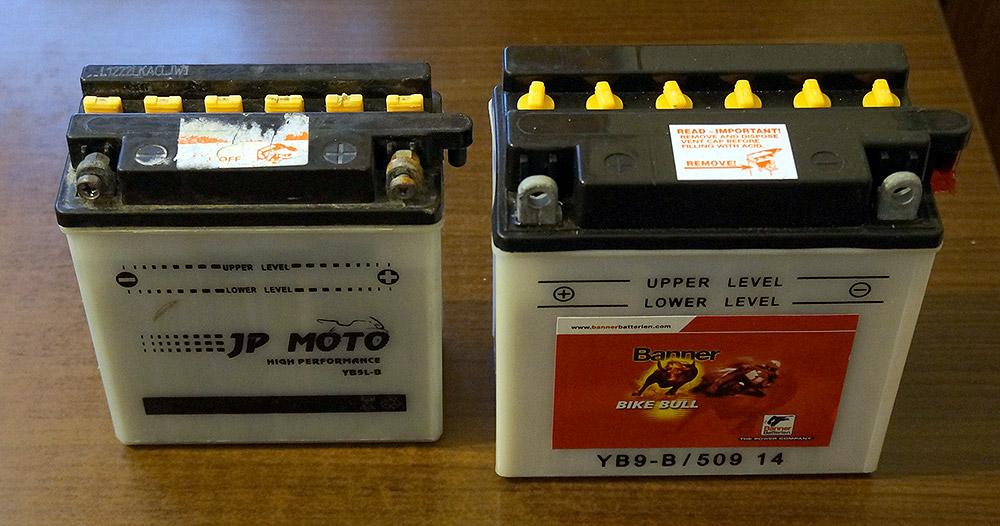 OFF
UPPER LEVEL
LOWER LEVEL
JP MOTO
HIGH PERFORMANCE
YB5L-B
READ - IMPORTANT!
REMOVE AND DISPOSE
VENT CAP BEFORE
FILLING WITH ACID.
REMOVE!
UPPER LEVEL
LOWER LEVEL
www.bannerbatterien.com
Banner
BIKE BULL
Banner
Batterien
THE POWER COMPANY
YB9-B/509 14